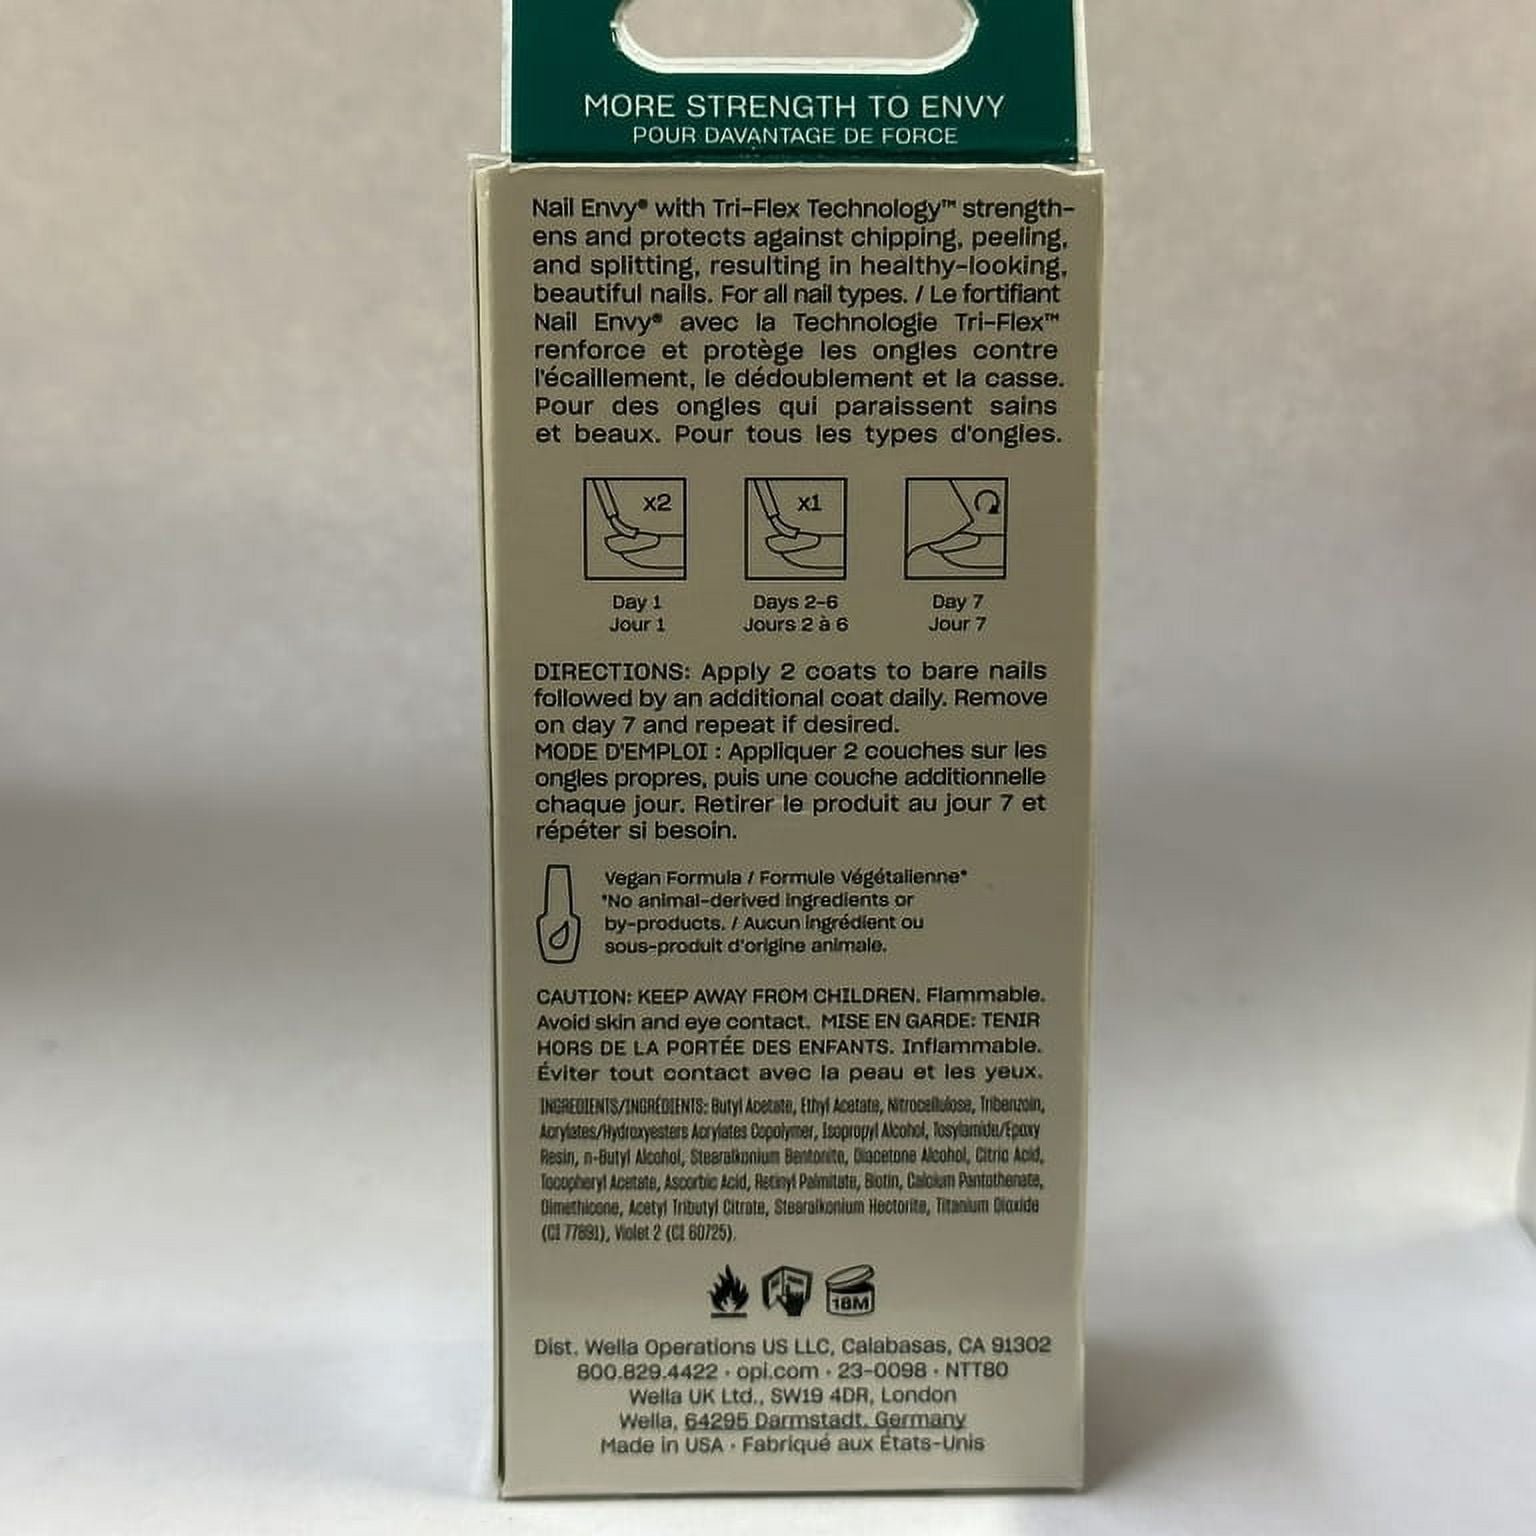 MORE STRENGTH TO ENVY
POUR DAVANTAGE DE FORCE
Nail Envy® with Tri-Flex Technology™ strength-
ens and protects against chipping, peeling,
and splitting, resulting in healthy-looking,
beautiful nails. For all nail types. / Le fortifiant
Nail Envy® avec la Technologie Tri-Flex™
renforce et protège les ongles contre
l'écaillement, le dédoublement et la casse.
Pour des ongles qui paraissent sains
et beaux. Pour tous les types d'ongles.
x2 x1
Day 1 Days 2-6 Day 7
Jour 1 Jours 2 à 6 Jour 7
DIRECTIONS: Apply 2 coats to bare nails
followed by an additional coat daily. Remove
on day 7 and repeat if desired.
MODE D'EMPLOI : Appliquer 2 couches sur les
ongles propres, puis une couche additionnelle
chaque jour. Retirer le produit au jour 7 et
répéter si besoin.
Vegan Formula / Formule Végétalienne*
*No animal-derived ingredients or
by-products. / Aucun ingrédient ou
sous-produit d'origine animale.
CAUTION: KEEP AWAY FROM CHILDREN. Flammable.
Avoid skin and eye contact. MISE EN GARDE: TENIR
HORS DE LA PORTÉE DES ENFANTS. Inflammable.
Éviter tout contact avec la peau et les yeux.
INGREDIENTS/INGRÉDIENTS: Butyl Acetate, Ethyl Acetate, Nitrocellulose, Tribenzoin,
Acrylates/Hydroxyesters Acrylates Copolymer, Isopropyl Alcohol, Tosylamide/Epoxy
Resin, n-Butyl Alcohol, Stearalkonium Bentonite, Diacetone Alcohol, Citric Acid,
Tocopheryl Acetate, Ascorbic Acid, Retinyl Palmitate, Biotin, Calcium Pantothenate,
Dimethicone, Acetyl Tributyl Citrate, Stearalkonium Hectorite, Titanium Dioxide
(CI 77891), Violet 2 (CI 60725).
18M
Dist. Wella Operations US LLC, Calabasas, CA 91302
800.829.4422 · opi.com · 23-0098 · NTT80
Wella UK Ltd., SW19 4DR, London
Wella, 64295 Darmstadt, Germany
Made in USA · Fabriqué aux États-Unis